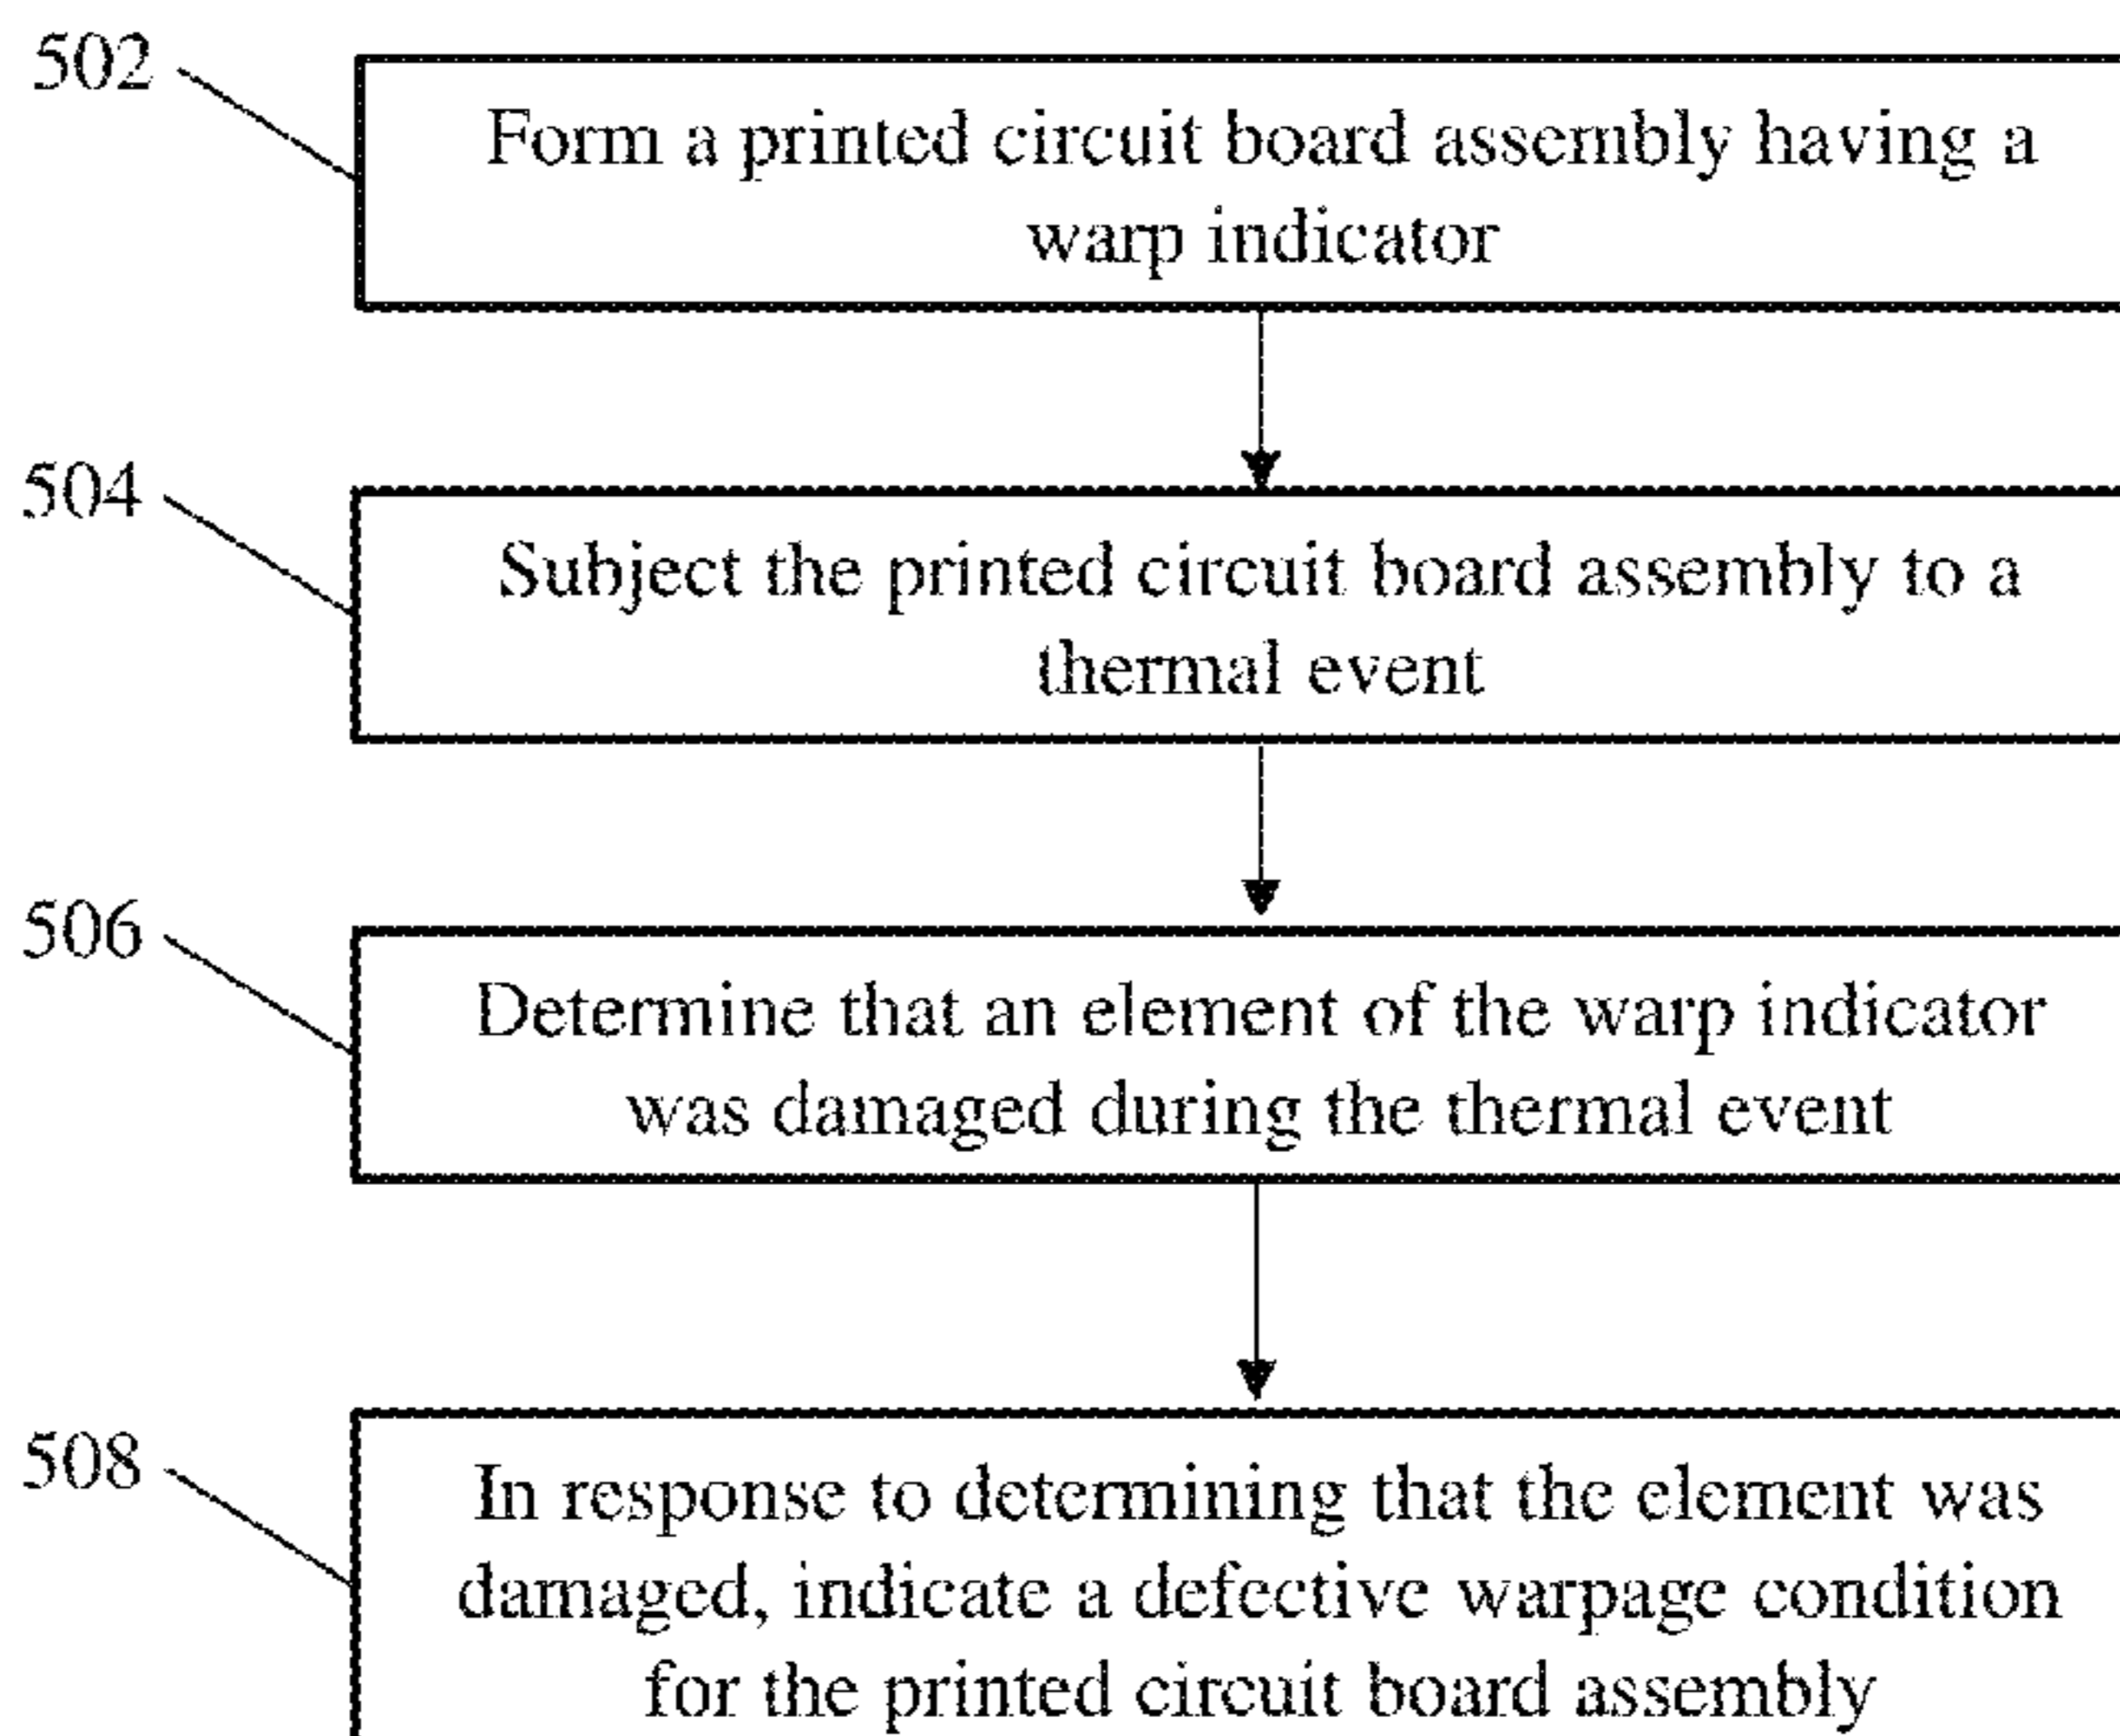 502
Form a printed circuit board assembly having a
warp indicator
504
Subject the printed circuit board assembly to a
thermal event
506
Determine that an element of the warp indicator
was damaged during the thermal event
508
In response to determining that the element was
damaged, indicate a defective warpage condition
for the printed circuit board assembly